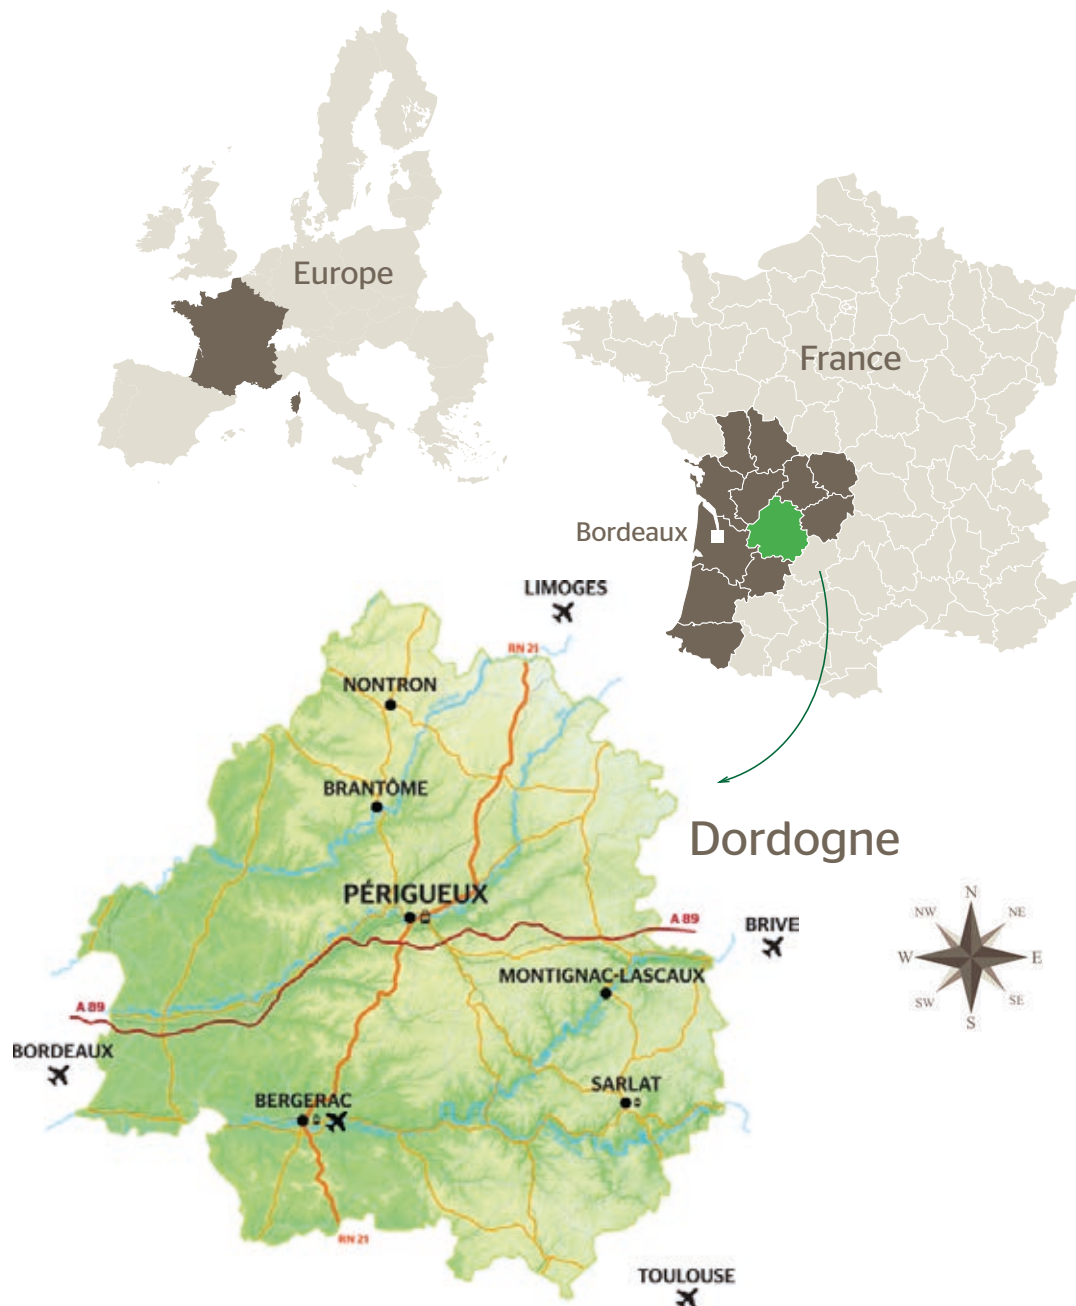 Europe
France
Bordeaux
LIMOGES
RN 21
NONTRON
BRANTÔME
Dordogne
PÉRIGUEUX
A 89
BRIVE
N
NW
NE
W
E
SW
SE
S
MONTIGNAC-LASCAUX
A 89
BORDEAUX
SARLAT
BERGERAC
RN 21
TOULOUSE